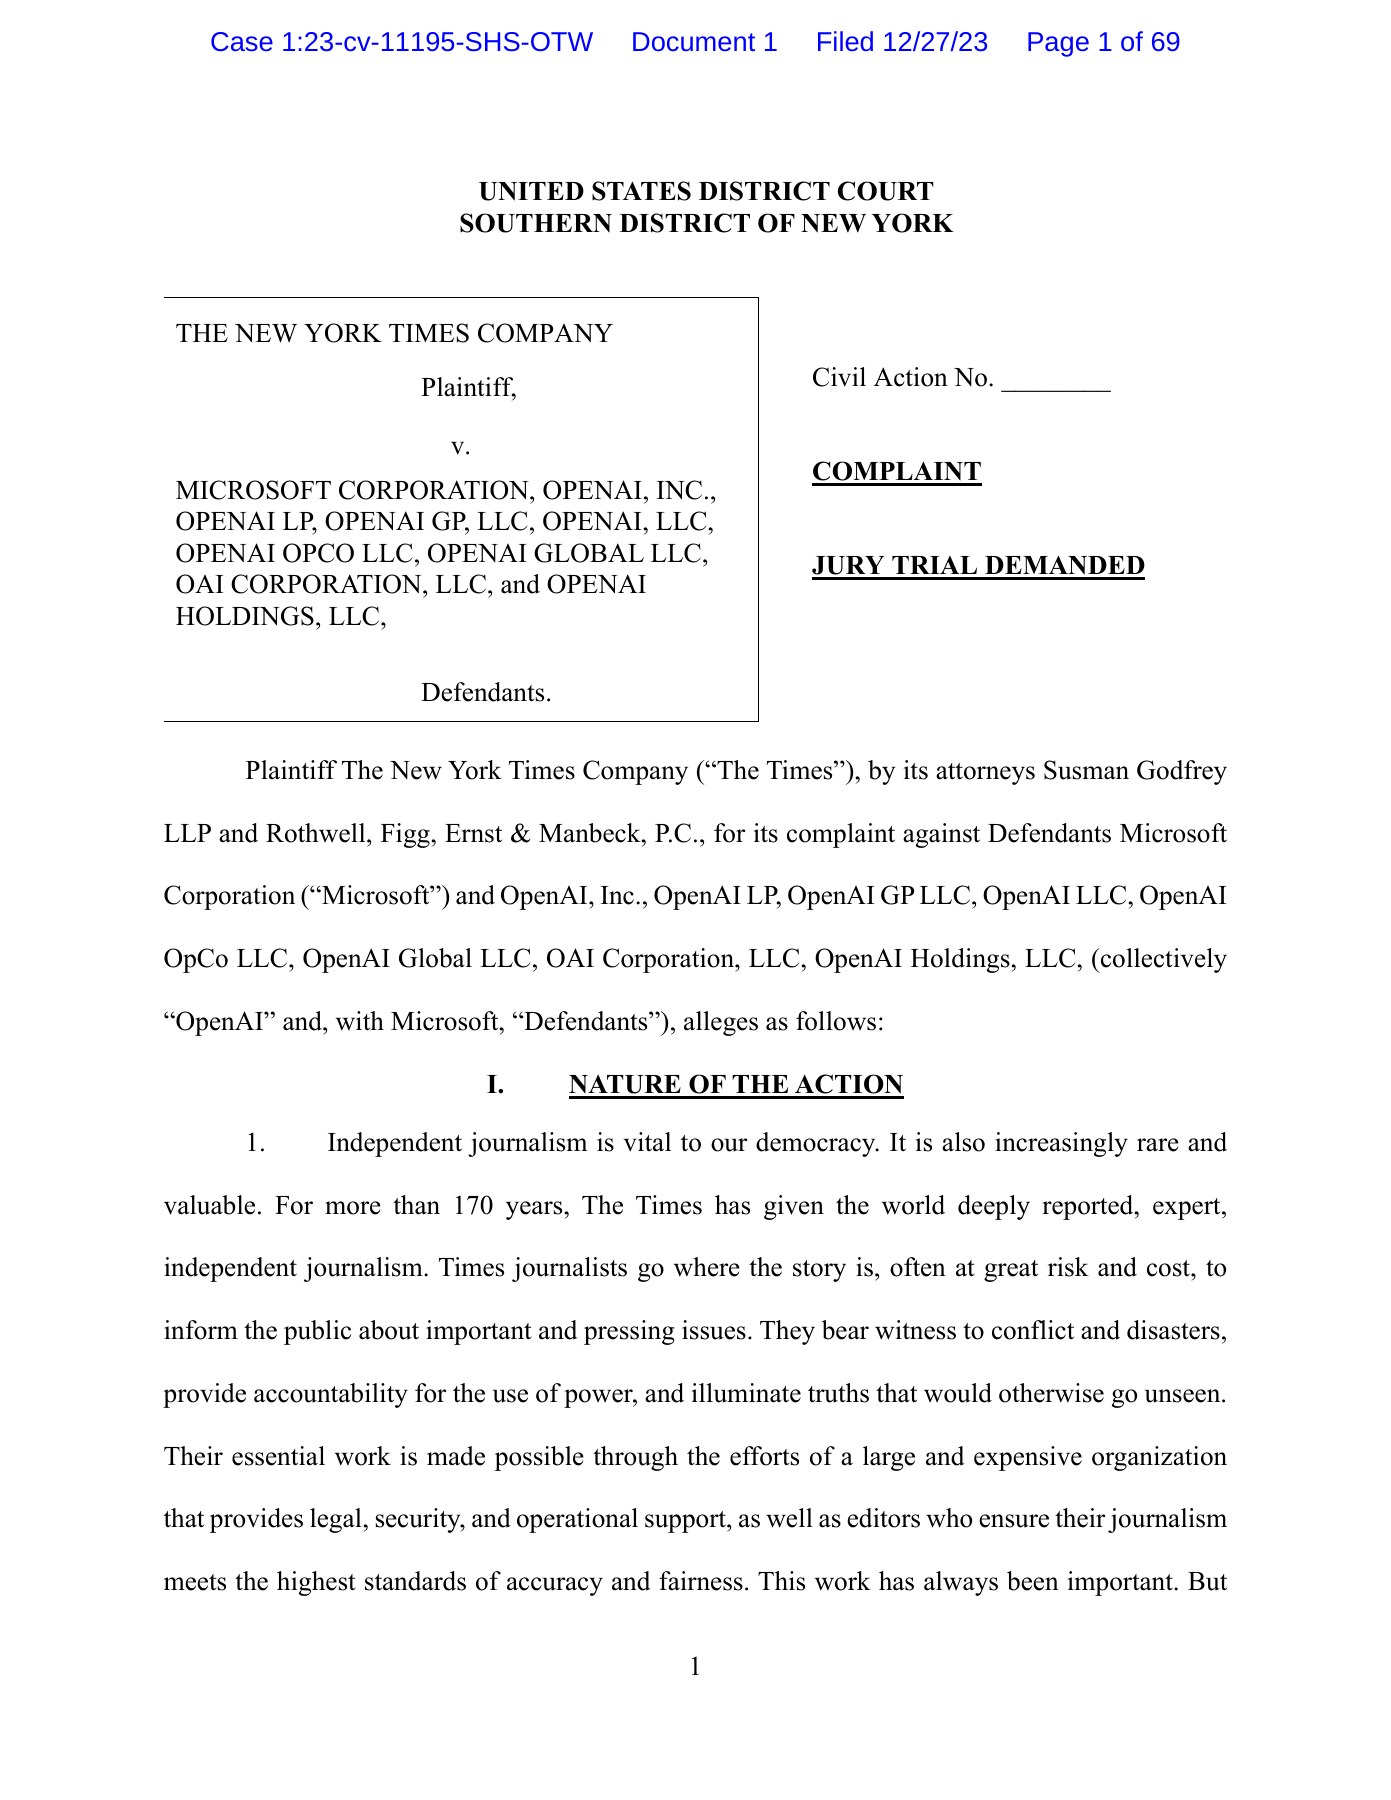 Case 1:23-cv-11195-SHS-OTW Document 1 Filed 12/27/23 Page 1 of 69
UNITED STATES DISTRICT COURT
SOUTHERN DISTRICT OF NEW YORK
THE NEW YORK TIMES COMPANY
Plaintiff,
v.
MICROSOFT CORPORATION, OPENAI, INC.,
OPENAI LP, OPENAI GP, LLC, OPENAI, LLC,
OPENAI OPCO LLC, OPENAI GLOBAL LLC,
OAI CORPORATION, LLC, and OPENAI
HOLDINGS, LLC,
Defendants.
Civil Action No. ________
COMPLAINT
JURY TRIAL DEMANDED
Plaintiff The New York Times Company (“The Times”), by its attorneys Susman Godfrey
LLP and Rothwell, Figg, Ernst & Manbeck, P.C., for its complaint against Defendants Microsoft
Corporation (“Microsoft”) and OpenAI, Inc., OpenAI LP, OpenAI GP LLC, OpenAI LLC, OpenAI
OpCo LLC, OpenAI Global LLC, OAI Corporation, LLC, OpenAI Holdings, LLC, (collectively
“OpenAI” and, with Microsoft, “Defendants”), alleges as follows:
I. NATURE OF THE ACTION
1. Independent journalism is vital to our democracy. It is also increasingly rare and
valuable. For more than 170 years, The Times has given the world deeply reported, expert,
independent journalism. Times journalists go where the story is, often at great risk and cost, to
inform the public about important and pressing issues. They bear witness to conflict and disasters,
provide accountability for the use of power, and illuminate truths that would otherwise go unseen.
Their essential work is made possible through the efforts of a large and expensive organization
that provides legal, security, and operational support, as well as editors who ensure their journalism
meets the highest standards of accuracy and fairness. This work has always been important. But
1